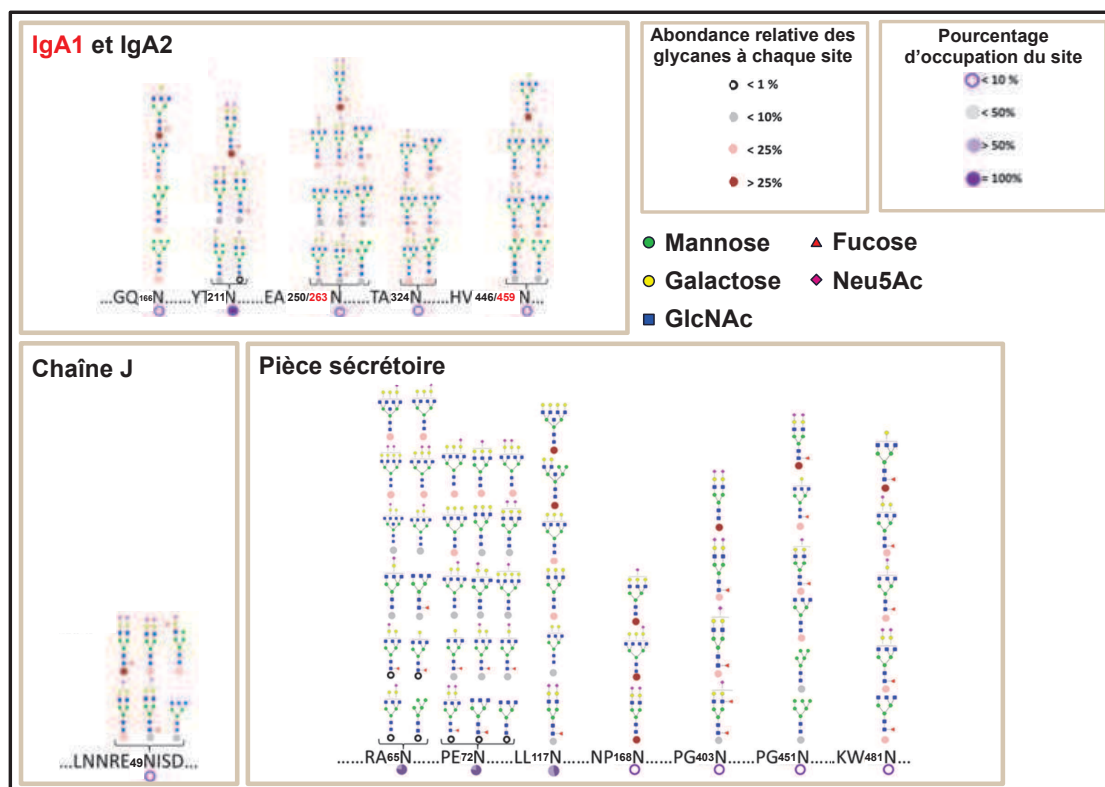 IgA1 et IgA2
...GQ166N......YT211N......EA 250/263 N......TA324N......HV 446/459 N...
Abondance relative des
glycanes à chaque site
< 1 %
< 10%
< 25%
> 25%
Pourcentage
d’occupation du site
< 10 %
< 50%
> 50%
= 100%
Mannose
Fucose
Galactose
Neu5Ac
GlcNAc
Chaîne J
...LNNRE49NISD...
Pièce sécrétoire
......RA65N......PE72N......LL117N......NP168N......PG403N......PG451N......KW481N...